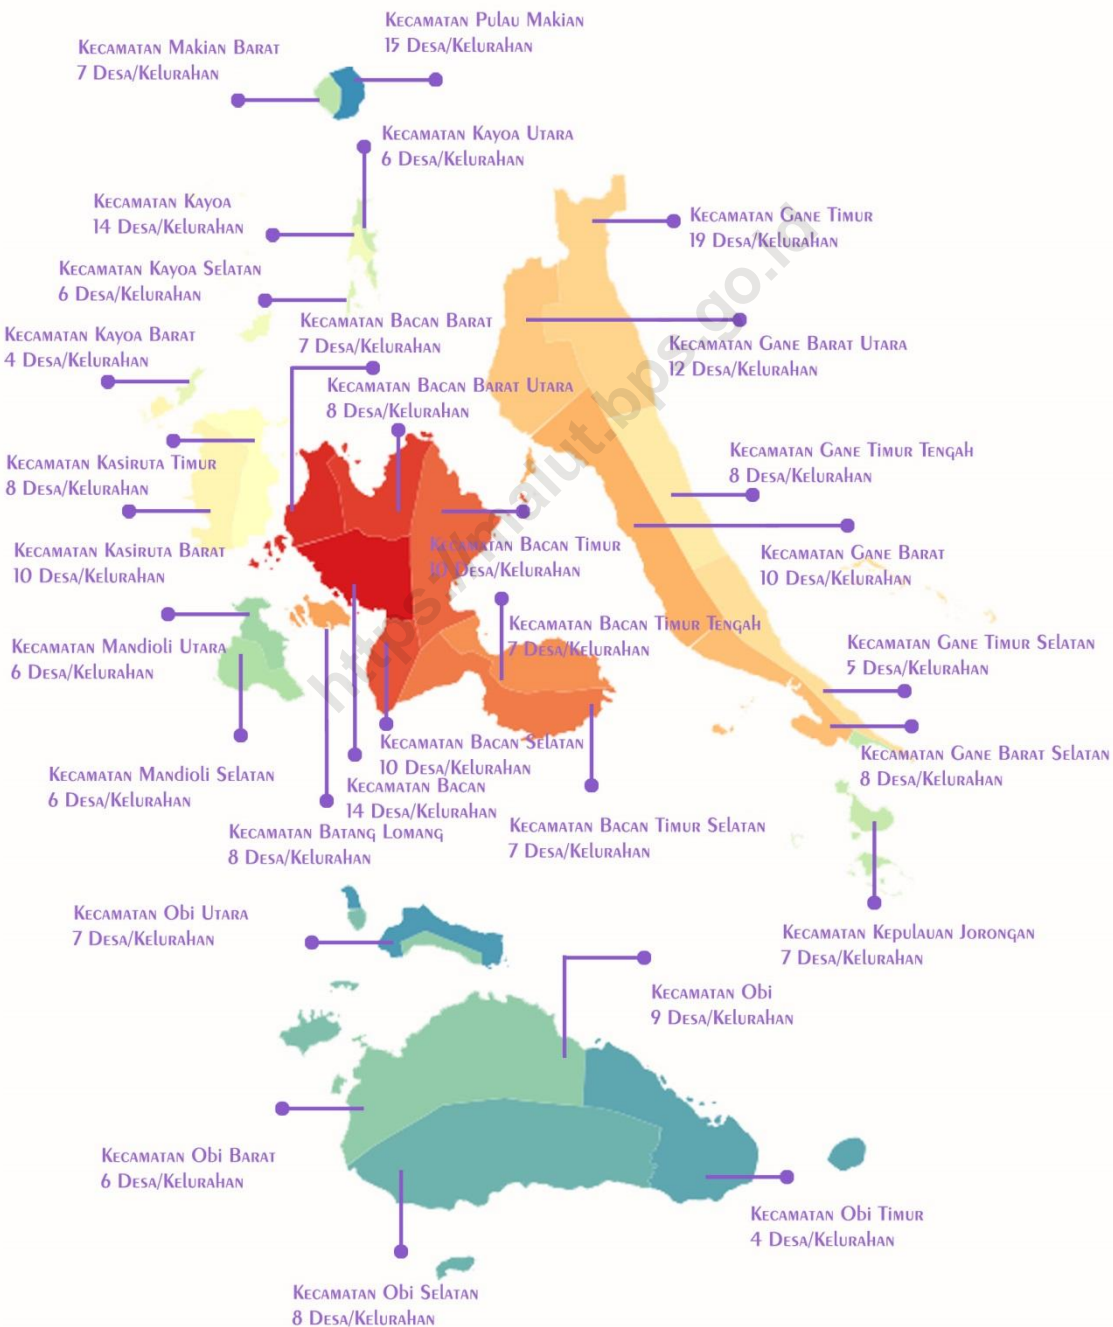 Kecamatan Pulau Makian
15 Desa/Kelurahan
Kecamatan Makian Barat
7 Desa/Kelurahan
Kecamatan Kayoa Utara
6 Desa/Kelurahan
Kecamatan Kayoa
14 Desa/Kelurahan
Kecamatan Gane Timur
19 Desa/Kelurahan
Kecamatan Kayoa Selatan
6 Desa/Kelurahan
Kecamatan Bacan Barat
7 Desa/Kelurahan
Kecamatan Kayoa Barat
4 Desa/Kelurahan
Kecamatan Gane Barat Utara
12 Desa/Kelurahan
Kecamatan Bacan Barat Utara
8 Desa/Kelurahan
Kecamatan Gane Timur Tengah
8 Desa/Kelurahan
Kecamatan Kasiruta Timur
8 Desa/Kelurahan
Kecamatan Kasiruta Barat
10 Desa/Kelurahan
Kecamatan Bacan Timur
10 Desa/Kelurahan
Kecamatan Gane Barat
10 Desa/Kelurahan
Kecamatan Bacan Timur Tengah
7 Desa/Kelurahan
Kecamatan Mandioli Utara
6 Desa/Kelurahan
Kecamatan Gane Timur Selatan
5 Desa/Kelurahan
Kecamatan Bacan Selatan
10 Desa/Kelurahan
Kecamatan Gane Barat Selatan
8 Desa/Kelurahan
Kecamatan Mandioli Selatan
6 Desa/Kelurahan
Kecamatan Bacan
14 Desa/Kelurahan
Kecamatan Batang Lomang
8 Desa/Kelurahan
Kecamatan Bacan Timur Selatan
7 Desa/Kelurahan
Kecamatan Obi Utara
7 Desa/Kelurahan
Kecamatan Kepulauan Jorongan
7 Desa/Kelurahan
Kecamatan Obi
9 Desa/Kelurahan
Kecamatan Obi Barat
6 Desa/Kelurahan
Kecamatan Obi Timur
4 Desa/Kelurahan
Kecamatan Obi Selatan
8 Desa/Kelurahan
https://malut.bps.go.id